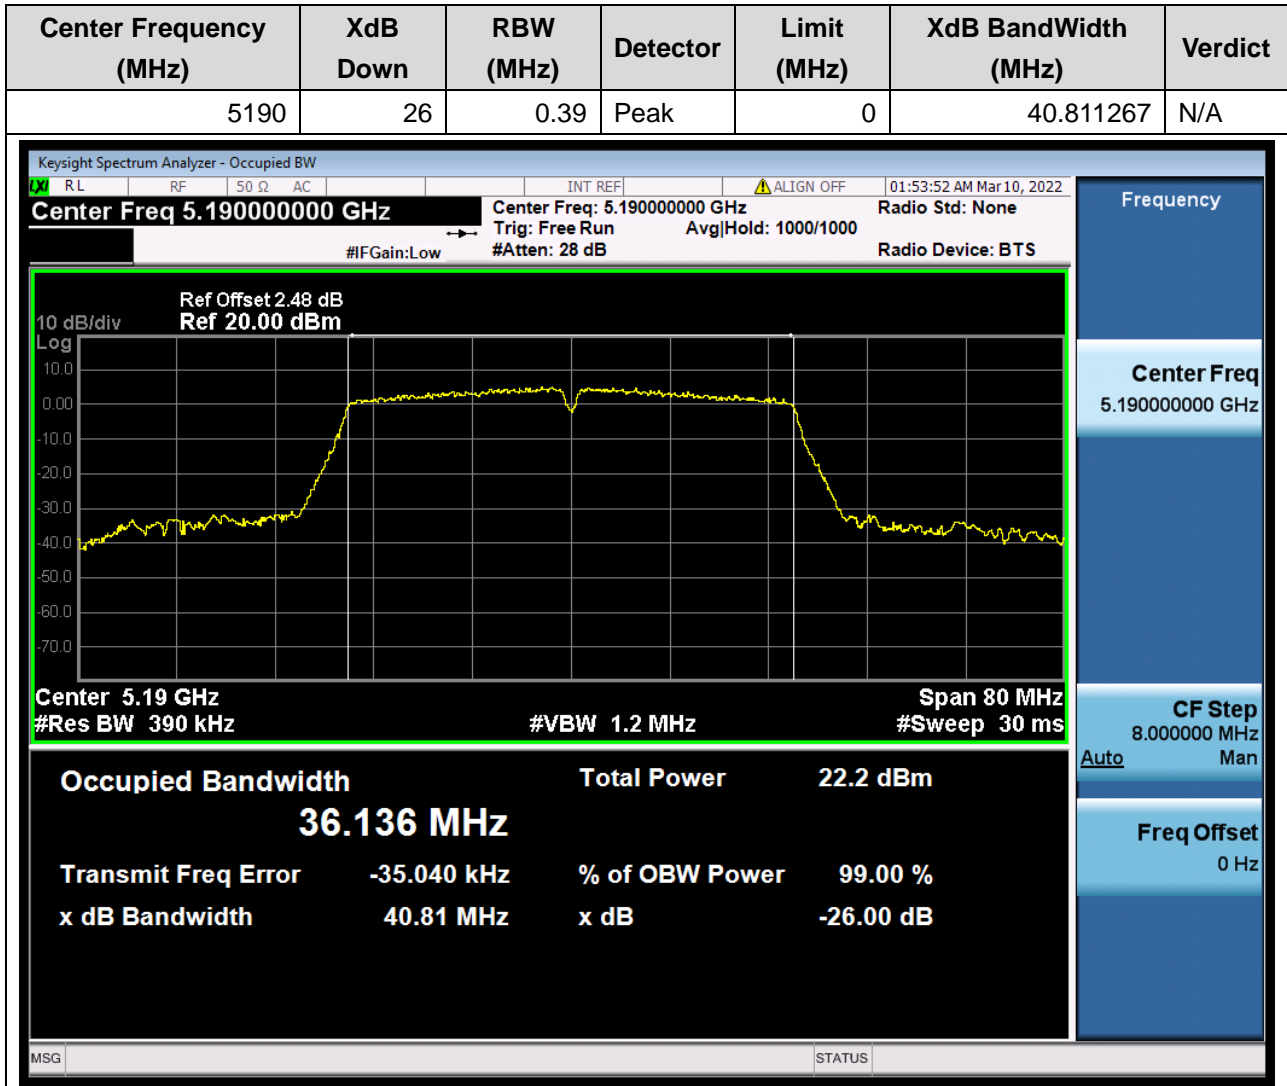 Center Frequency (MHz) XdB Down RBW (MHz) Detector Limit (MHz) XdB BandWidth (MHz) Verdict
5190 26 0.39 Peak 0 40.811267 N/A
Keysight Spectrum Analyzer - Occupied BW
LXI RL RF 50 Ω AC INT REF ALIGN OFF 01:53:52 AM Mar 10, 2022
Center Freq 5.190000000 GHz Center Freq: 5.190000000 GHz Radio Std: None Frequency
Trig: Free Run Avg|Hold: 1000/1000
#IFGain:Low #Atten: 28 dB Radio Device: BTS
Ref Offset 2.48 dB
10 dB/div Ref 20.00 dBm
Log
10.0
0.00
-10.0
-20.0
-30.0
-40.0
-50.0
-60.0
-70.0
Center 5.19 GHz Span 80 MHz
#Res BW 390 kHz #VBW 1.2 MHz #Sweep 30 ms
Center Freq
5.190000000 GHz
CF Step
8.000000 MHz
Auto Man
Freq Offset
0 Hz
Occupied Bandwidth Total Power 22.2 dBm
36.136 MHz
Transmit Freq Error -35.040 kHz % of OBW Power 99.00 %
x dB Bandwidth 40.81 MHz x dB -26.00 dB
MSG STATUS